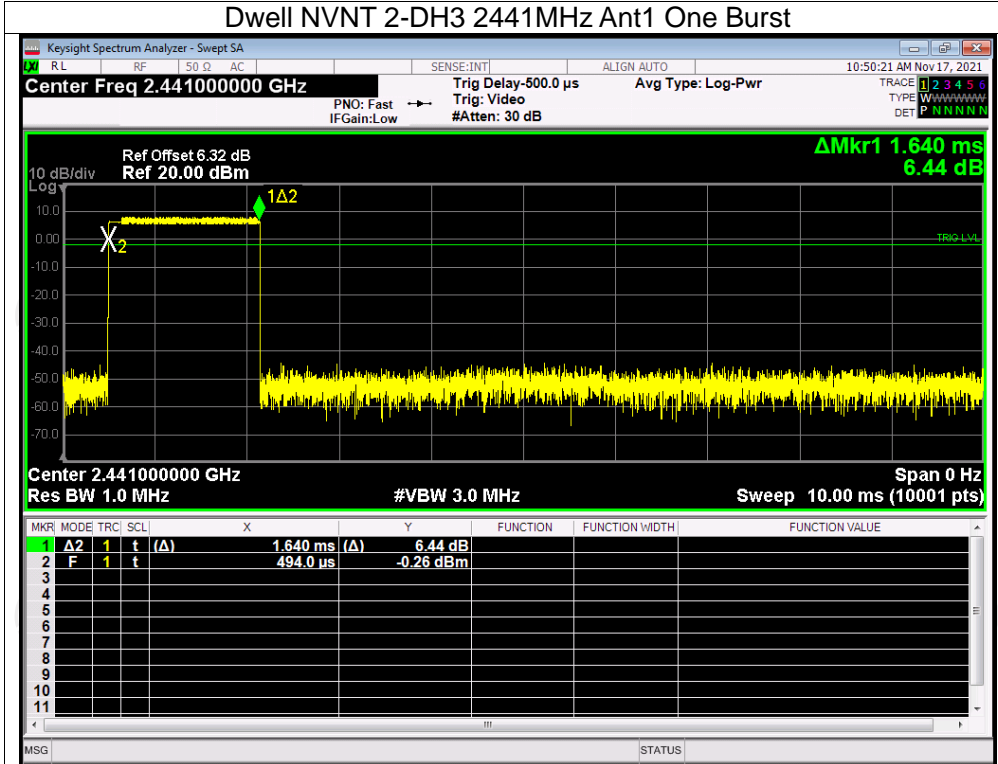 Dwell NVNT 2-DH3 2441MHz Ant1 One Burst
Keysight Spectrum Analyzer - Swept SA
LXI RL RF 50 Ω AC SENSE:INT ALIGN AUTO 10:50:21 AM Nov 17, 2021
Center Freq 2.441000000 GHz Trig Delay-500.0 µs Avg Type: Log-Pwr TRACE 1 2 3 4 5 6
PNO: Fast Trig: Video TYPE WWWWWW
IFGain:Low #Atten: 30 dB DET P N N N N N
ΔMkr1 1.640 ms
Ref Offset 6.32 dB
10 dB/div Ref 20.00 dBm 6.44 dB
Log
1Δ2
10.0
0.00
2
TRIG LVL
-10.0
-20.0
-30.0
-40.0
-50.0
-60.0
-70.0
Center 2.441000000 GHz Span 0 Hz
Res BW 1.0 MHz #VBW 3.0 MHz Sweep 10.00 ms (10001 pts)
MKR MODE TRC SCL X Y FUNCTION FUNCTION WIDTH FUNCTION VALUE
1 Δ2 1 t (Δ) 1.640 ms (Δ) 6.44 dB
2 F 1 t 494.0 µs -0.26 dBm
3
4
5
6
7
8
9
10
11
MSG STATUS